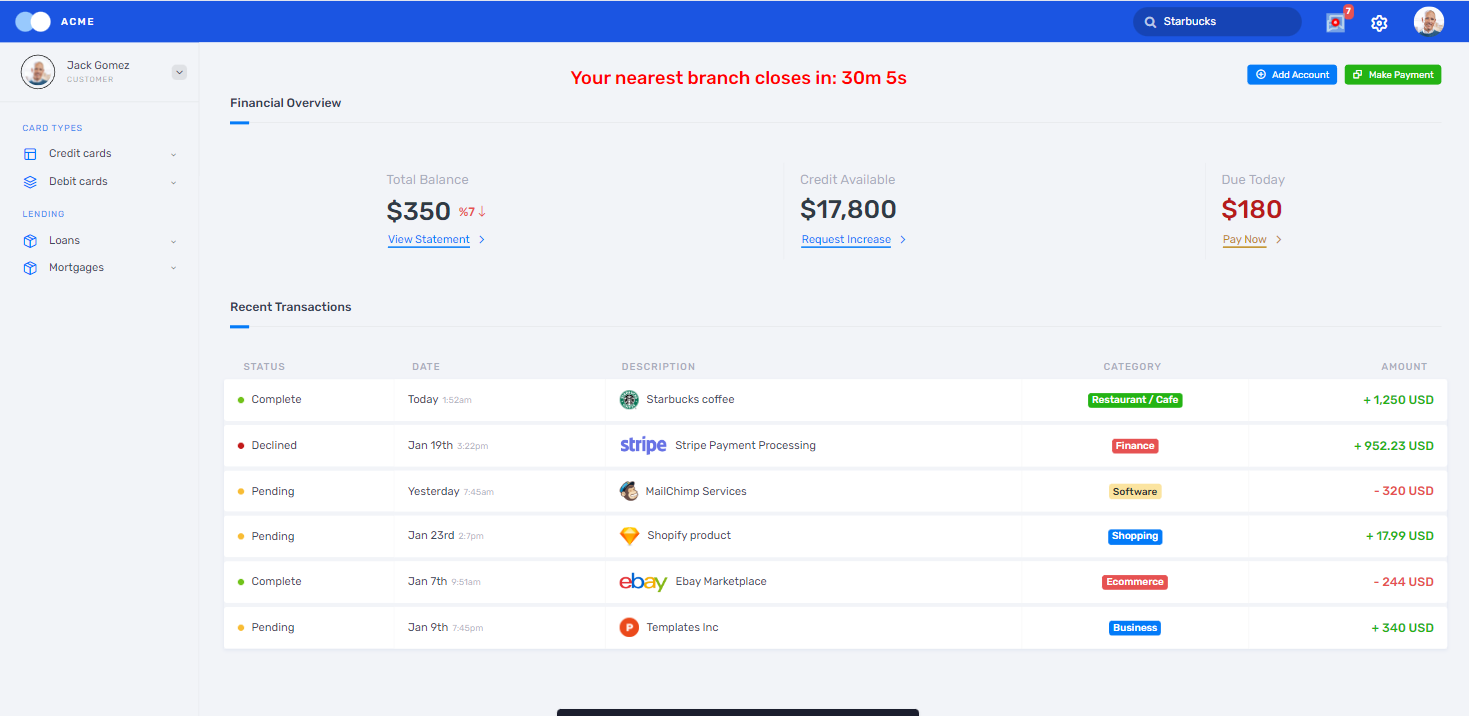 ACME
Starbucks
7
Jack Gomez
CUSTOMER
Your nearest branch closes in: 30m 5s
Add Account
Make Payment
Financial Overview
CARD TYPES
Credit cards
Debit cards
LENDING
Loans
Mortgages
Total Balance
$350 %7
View Statement
Credit Available
$17,800
Request Increase
Due Today
$180
Pay Now
Recent Transactions
STATUS DATE DESCRIPTION CATEGORY AMOUNT
Complete Today 1:52am Starbucks coffee Restaurant / Cafe + 1,250 USD
Declined Jan 19th 3:22pm stripe Stripe Payment Processing Finance + 952.23 USD
Pending Yesterday 7:45am MailChimp Services Software - 320 USD
Pending Jan 23rd 2:7pm Shopify product Shopping + 17.99 USD
Complete Jan 7th 9:51am ebay Ebay Marketplace Ecommerce - 244 USD
Pending Jan 9th 7:45pm P Templates Inc Business + 340 USD